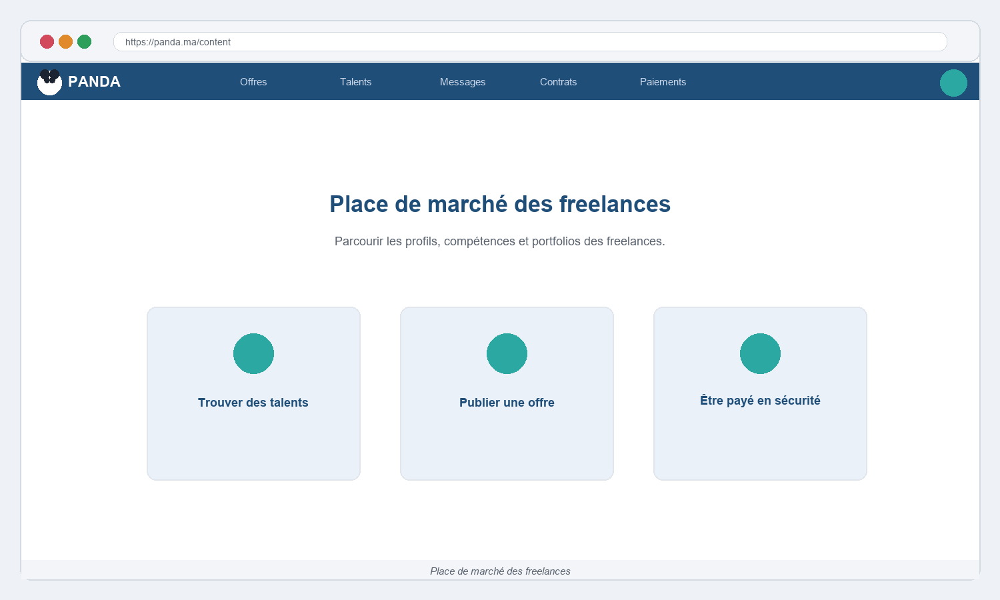 https://panda.ma/content
PANDA
Offres
Talents
Messages
Contrats
Paiements
Place de marché des freelances
Parcourir les profils, compétences et portfolios des freelances.
Trouver des talents
Publier une offre
Être payé en sécurité
Place de marché des freelances